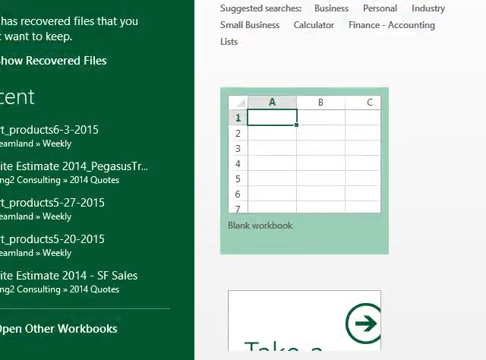 has recovered files that you
want to keep.
how Recovered Files
cent
rt_products6-3-2015
eamland » Weekly
ite Estimate 2014_PegasusTr...
ng2 Consulting » 2014 Quotes
rt_products5-27-2015
eamland » Weekly
rt_products5-20-2015
eamland » Weekly
ite Estimate 2014 - SF Sales
ng2 Consulting » 2014 Quotes
Open Other Workbooks
Suggested searches: Business Personal Industry
Small Business Calculator Finance - Accounting
Lists
A B C
1
2
3
4
5
6
7
Blank workbook
Take a